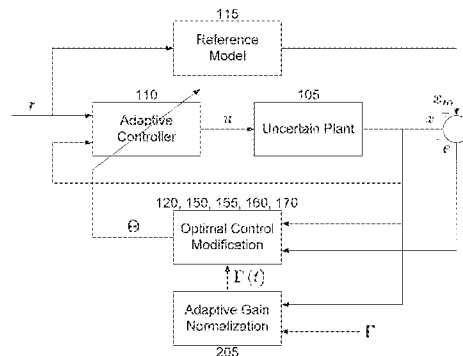 115
Reference
Model
r
110
Adaptive
Controller
u
105
Uncertain Plant
x
x_m
e
120, 150, 155, 160, 170
Θ
Optimal Control
Modification
Γ(t)
Adaptive Gain
Normalization
Γ
205